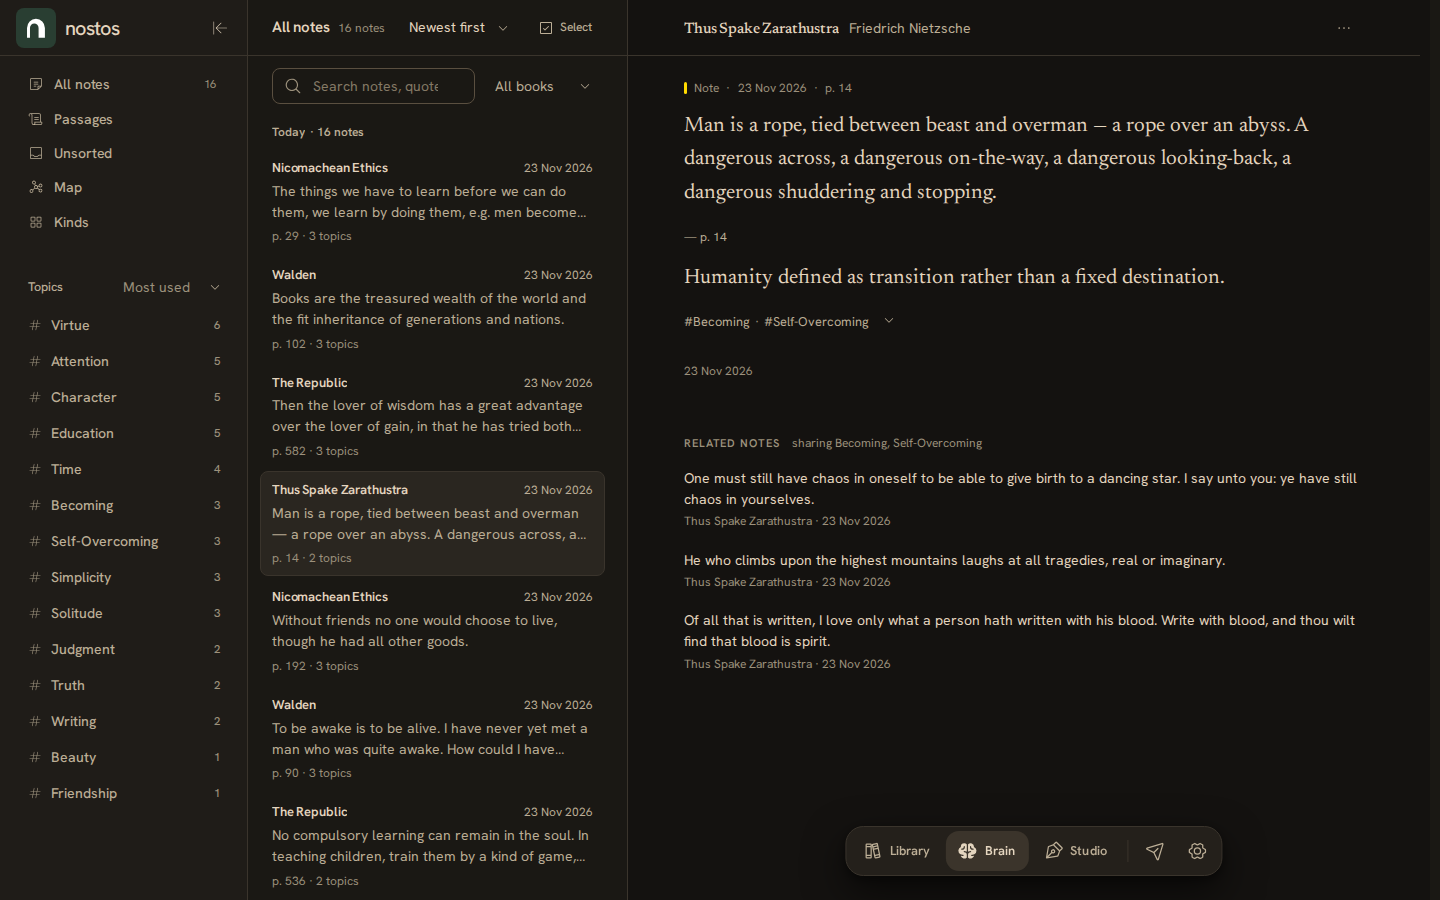 nostos
All notes 16
Passages
Unsorted
Map
Kinds
Topics Most used
# Virtue 6
# Attention 5
# Character 5
# Education 5
# Time 4
# Becoming 3
# Self-Overcoming 3
# Simplicity 3
# Solitude 3
# Judgment 2
# Truth 2
# Writing 2
# Beauty 1
# Friendship 1
All notes 16 notes Newest first Select
Search notes, quote All books
Today · 16 notes
Nicomachean Ethics 23 Nov 2026
The things we have to learn before we can do
them, we learn by doing them, e.g. men become...
p. 29 · 3 topics
Walden 23 Nov 2026
Books are the treasured wealth of the world and
the fit inheritance of generations and nations.
p. 102 · 3 topics
The Republic 23 Nov 2026
Then the lover of wisdom has a great advantage
over the lover of gain, in that he has tried both...
p. 582 · 3 topics
Thus Spake Zarathustra 23 Nov 2026
Man is a rope, tied between beast and overman
— a rope over an abyss. A dangerous across, a...
p. 14 · 2 topics
Nicomachean Ethics 23 Nov 2026
Without friends no one would choose to live,
though he had all other goods.
p. 192 · 3 topics
Walden 23 Nov 2026
To be awake is to be alive. I have never yet met a
man who was quite awake. How could I have...
p. 90 · 3 topics
The Republic 23 Nov 2026
No compulsory learning can remain in the soul. In
teaching children, train them by a kind of game,...
p. 536 · 2 topics
Thus Spake Zarathustra Friedrich Nietzsche ...
Note · 23 Nov 2026 · p. 14
Man is a rope, tied between beast and overman — a rope over an abyss. A
dangerous across, a dangerous on-the-way, a dangerous looking-back, a
dangerous shuddering and stopping.
— p. 14
Humanity defined as transition rather than a fixed destination.
#Becoming · #Self-Overcoming
23 Nov 2026
RELATED NOTES sharing Becoming, Self-Overcoming
One must still have chaos in oneself to be able to give birth to a dancing star. I say unto you: ye have still
chaos in yourselves.
Thus Spake Zarathustra · 23 Nov 2026
He who climbs upon the highest mountains laughs at all tragedies, real or imaginary.
Thus Spake Zarathustra · 23 Nov 2026
Of all that is written, I love only what a person hath written with his blood. Write with blood, and thou wilt
find that blood is spirit.
Thus Spake Zarathustra · 23 Nov 2026
Library Brain Studio